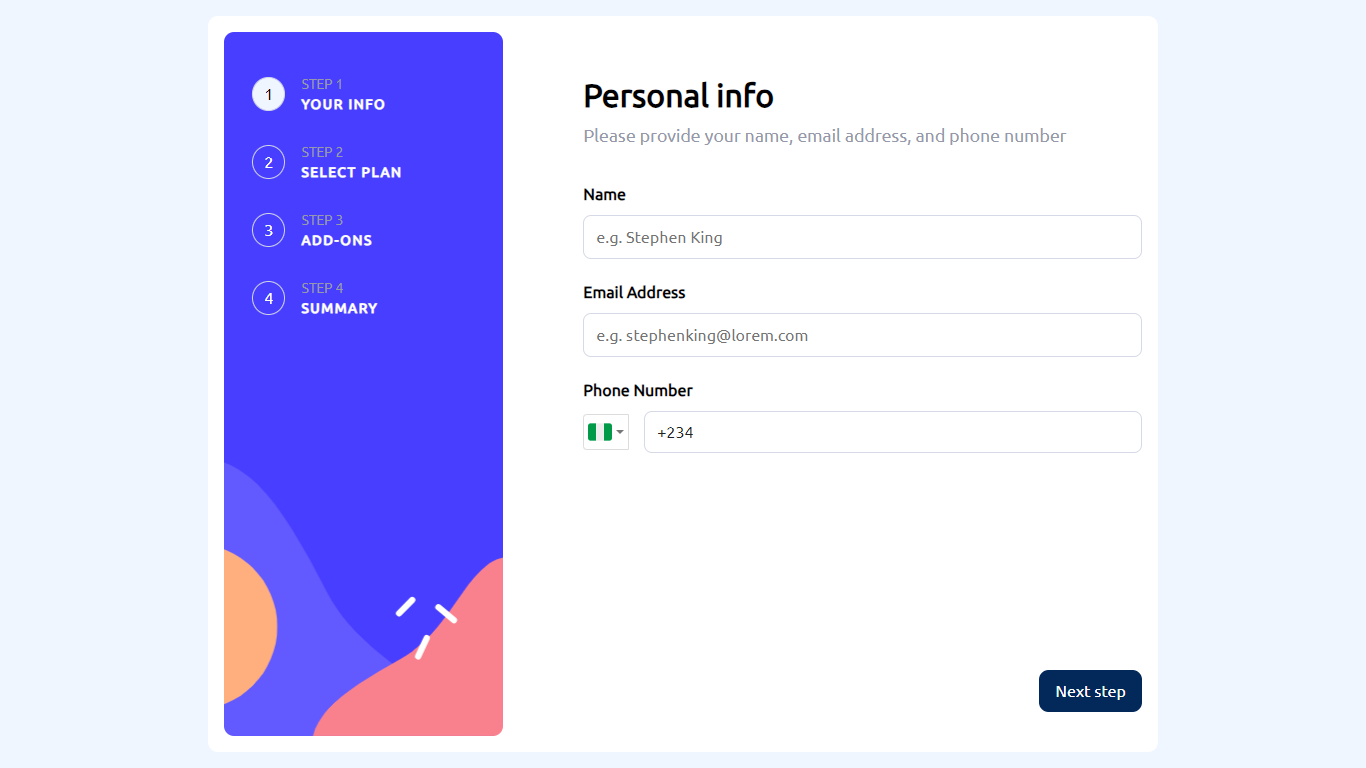 1
STEP 1
YOUR INFO
2
STEP 2
SELECT PLAN
3
STEP 3
ADD-ONS
4
STEP 4
SUMMARY
Personal info
Please provide your name, email address, and phone number
Name
e.g. Stephen King
Email Address
e.g. stephenking@lorem.com
Phone Number
+234
Next step